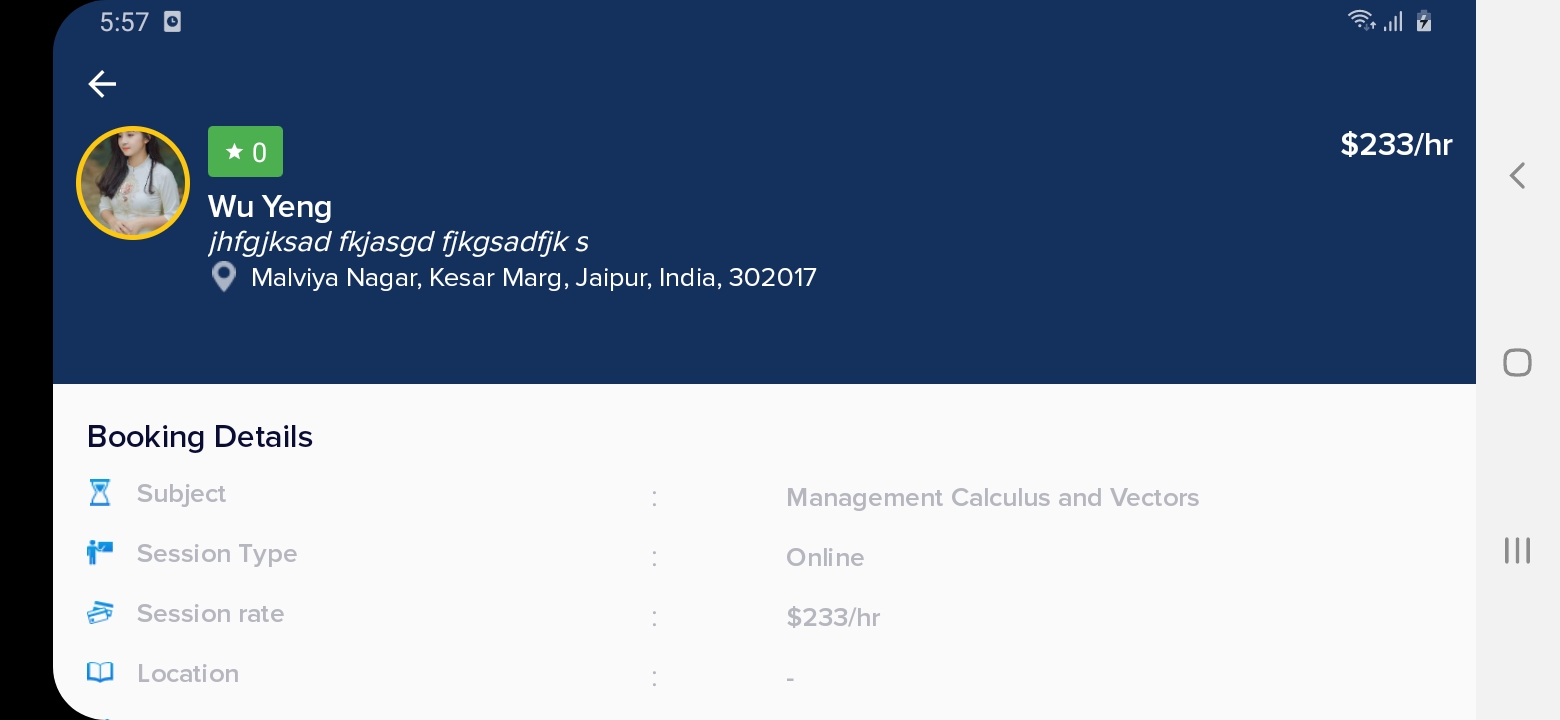 5:57
$233/hr
★ 0
Wu Yeng
jhfgjksad fkjasgd fjkgsadfjk s
Malviya Nagar, Kesar Marg, Jaipur, India, 302017
Booking Details
Subject : Management Calculus and Vectors
Session Type : Online
Session rate : $233/hr
Location : -